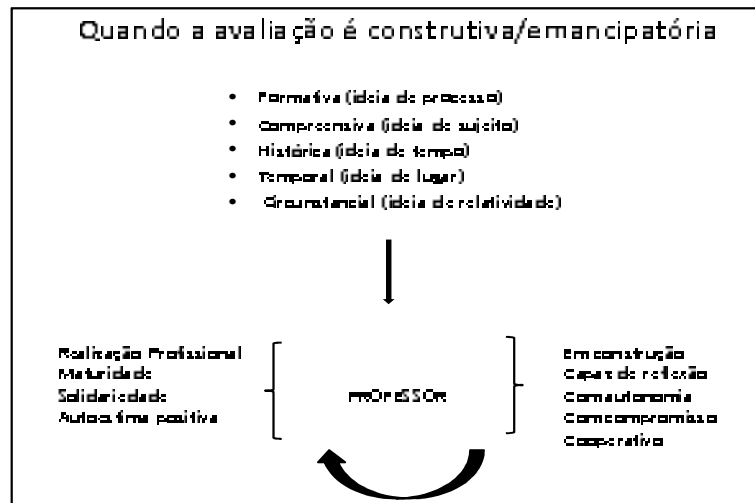 Quando a avaliação é construtiva/emancipatória
• Formativa (ideia de processo)
• Compreensiva (ideia de sujeito)
• Histórica (ideia de tempo)
• Temporal (ideia de lugar)
• Circunstancial (ideia de relatividade)
Realização Profissional
Maturidade
Solidariedade
Autoestima positiva
PROFESSOR
Em construção
Capaz de reflexão
Com autonomia
Com compromisso
Cooperativo